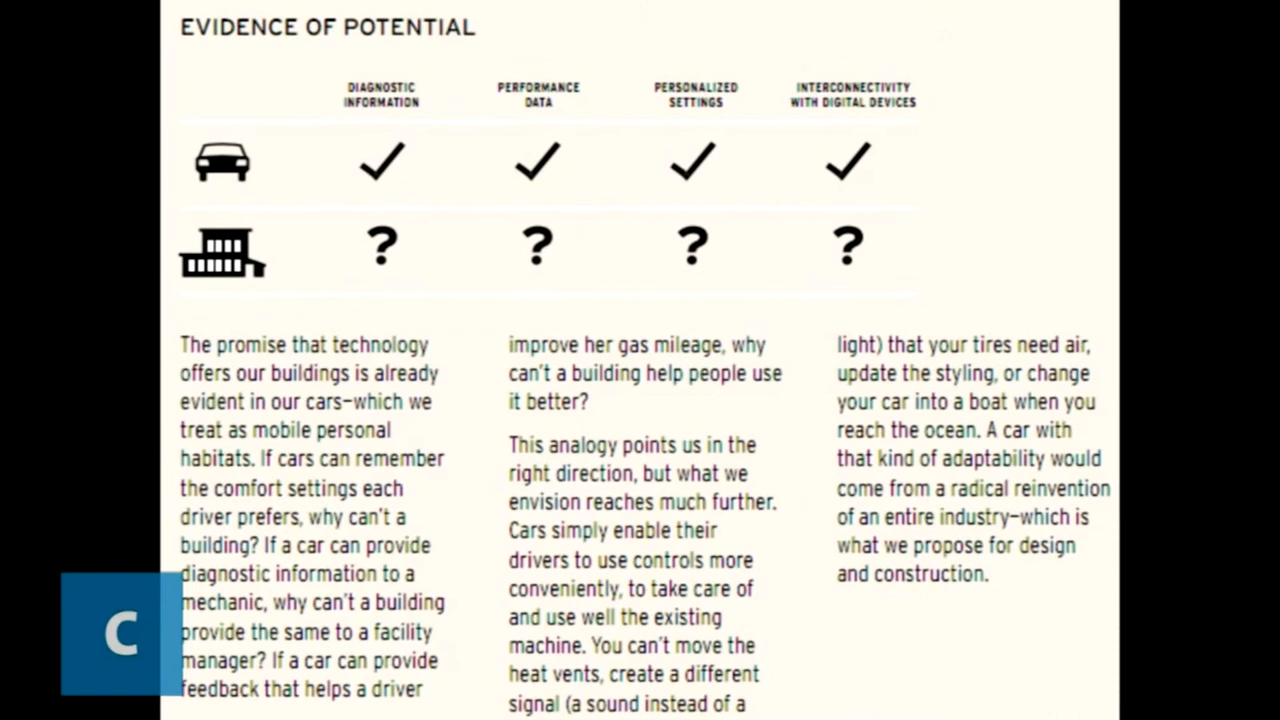 EVIDENCE OF POTENTIAL
DIAGNOSTIC
INFORMATION
PERFORMANCE
DATA
PERSONALIZED
SETTINGS
INTERCONNECTIVITY
WITH DIGITAL DEVICES
? ? ? ?
The promise that technology
offers our buildings is already
evident in our cars—which we
treat as mobile personal
habitats. If cars can remember
the comfort settings each
driver prefers, why can't a
building? If a car can provide
diagnostic information to a
mechanic, why can't a building
provide the same to a facility
manager? If a car can provide
feedback that helps a driver
improve her gas mileage, why
can't a building help people use
it better?
This analogy points us in the
right direction, but what we
envision reaches much further.
Cars simply enable their
drivers to use controls more
conveniently, to take care of
and use well the existing
machine. You can't move the
heat vents, create a different
signal (a sound instead of a
light) that your tires need air,
update the styling, or change
your car into a boat when you
reach the ocean. A car with
that kind of adaptability would
come from a radical reinvention
of an entire industry—which is
what we propose for design
and construction.
C